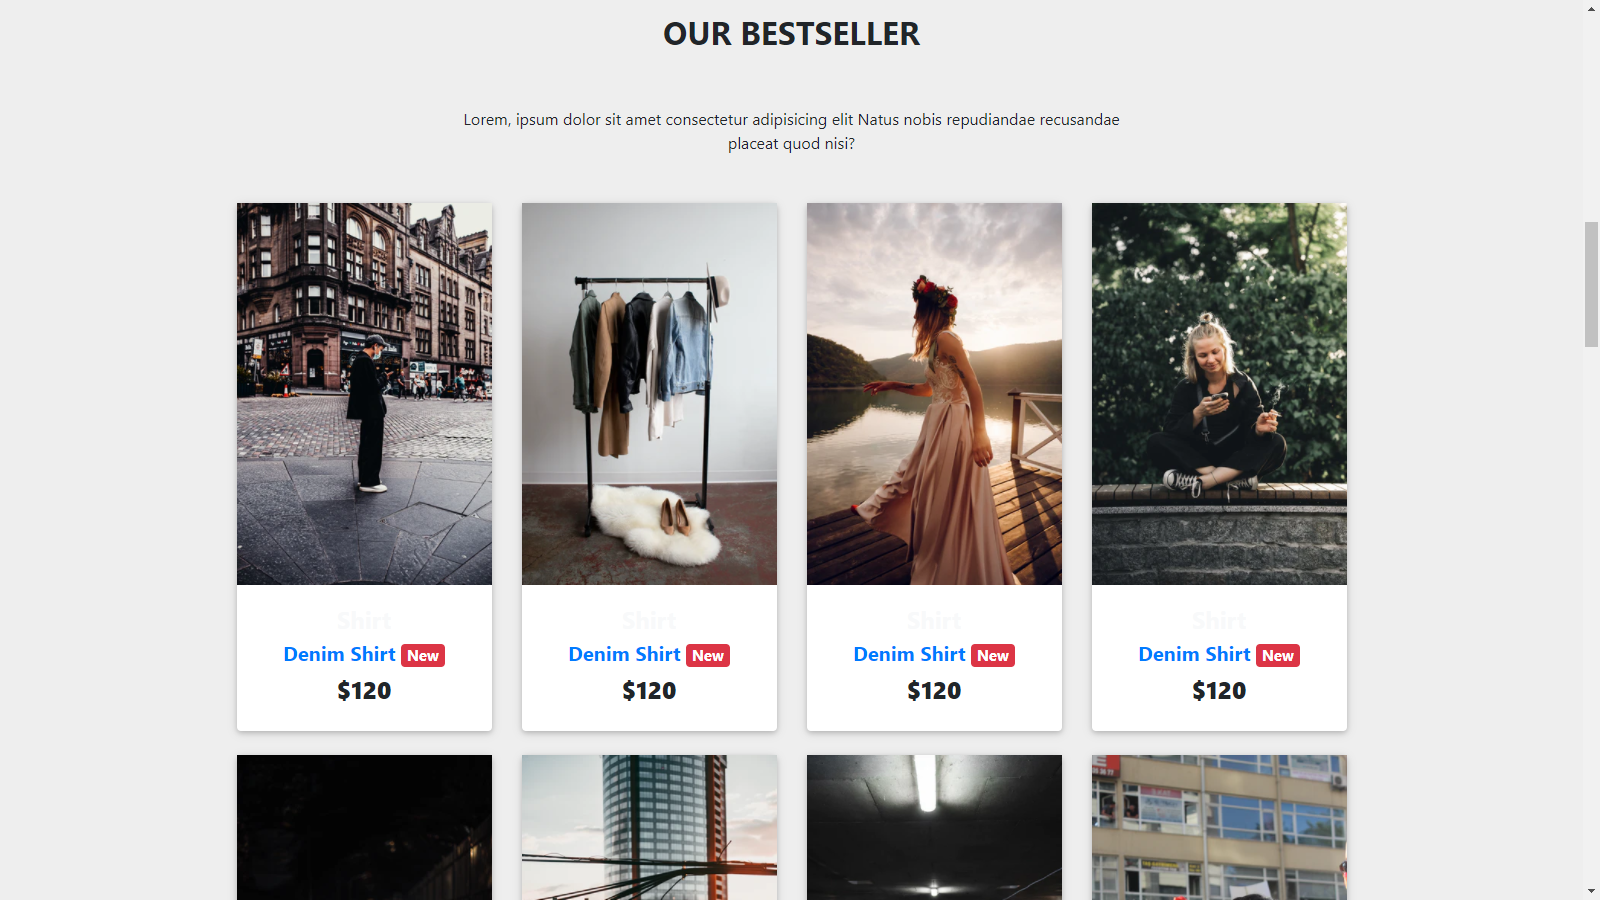 OUR BESTSELLER
Lorem, ipsum dolor sit amet consectetur adipisicing elit Natus nobis repudiandae recusandae
placeat quod nisi?
Shirt
Denim Shirt New
$120
Shirt
Denim Shirt New
$120
Shirt
Denim Shirt New
$120
Shirt
Denim Shirt New
$120